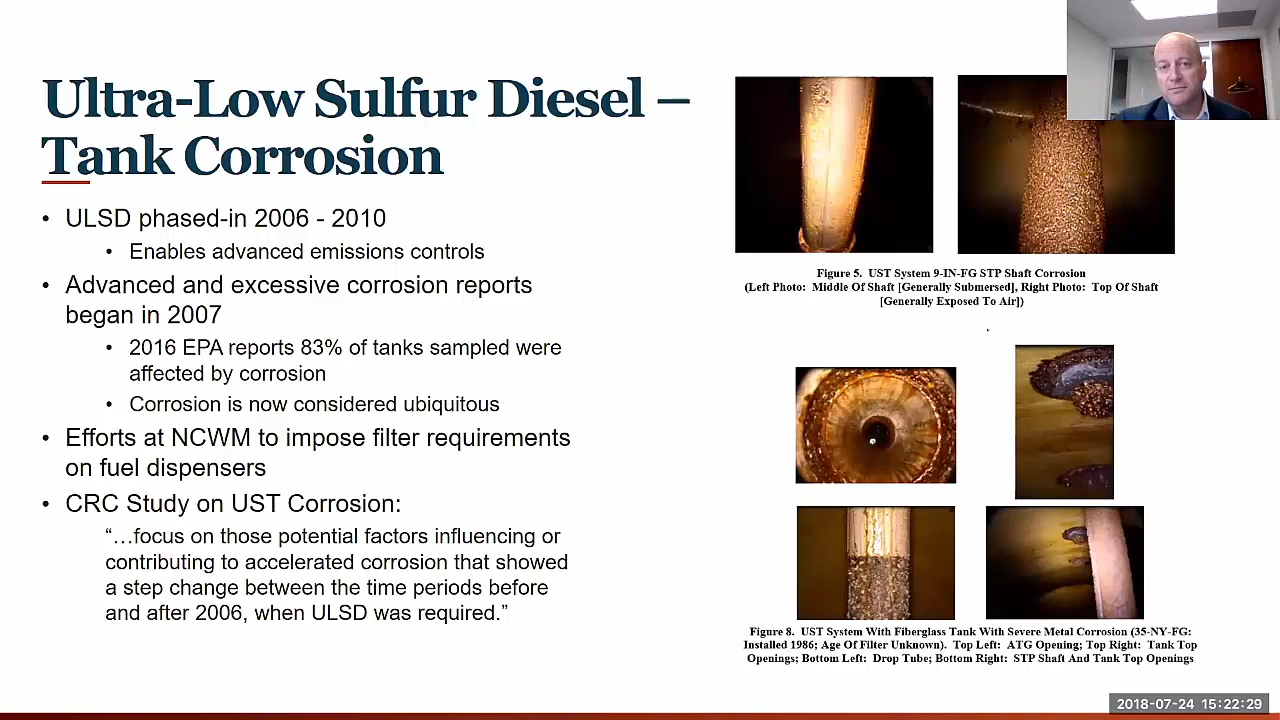 Ultra-Low Sulfur Diesel –
Tank Corrosion
• ULSD phased-in 2006 - 2010
• Enables advanced emissions controls
• Advanced and excessive corrosion reports
began in 2007
• 2016 EPA reports 83% of tanks sampled were
affected by corrosion
• Corrosion is now considered ubiquitous
• Efforts at NCWM to impose filter requirements
on fuel dispensers
• CRC Study on UST Corrosion:
“…focus on those potential factors influencing or
contributing to accelerated corrosion that showed
a step change between the time periods before
and after 2006, when ULSD was required.”
Figure 5. UST System 9-IN-FG STP Shaft Corrosion
(Left Photo: Middle Of Shaft [Generally Submersed], Right Photo: Top Of Shaft
[Generally Exposed To Air])
Figure 8. UST System With Fiberglass Tank With Severe Metal Corrosion (35-NY-FG:
Installed 1986; Age Of Filter Unknown). Top Left: ATG Opening; Top Right: Tank Top
Openings; Bottom Left: Drop Tube; Bottom Right: STP Shaft And Tank Top Openings
2018-07-24 15:22:29